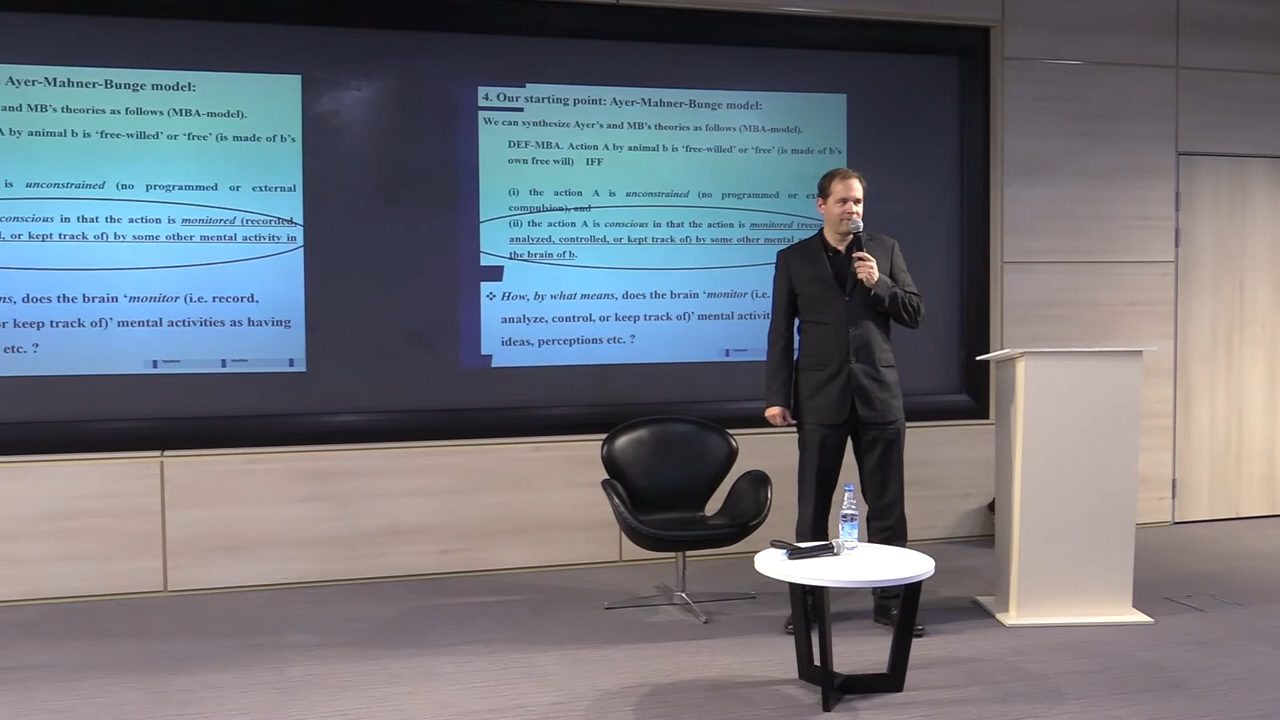 : Ayer-Mahner-Bunge model:
and MB's theories as follows (MBA-model).
A by animal b is 'free-willed' or 'free' (is made of b's
is unconstrained (no programmed or external
conscious in that the action is monitored (recorded,
, or kept track of) by some other mental activity in
ns, does the brain 'monitor (i.e. record,
or keep track of)' mental activities as having
etc. ?
4. Our starting point: Ayer-Mahner-Bunge model:
We can synthesize Ayer's and MB's theories as follows (MBA-model).
DEF-MBA. Action A by animal b is 'free-willed' or 'free' (is made of b's
own free will) IFF
(i) the action A is unconstrained (no programmed or
compulsion), and
(ii) the action A is conscious in that the action is monitored
analyzed, controlled, or kept track of) by some other mental
the brain of b.
❖ How, by what means, does the brain 'monitor (i.e.
analyze, control, or keep track of)' mental
ideas, perceptions etc. ?